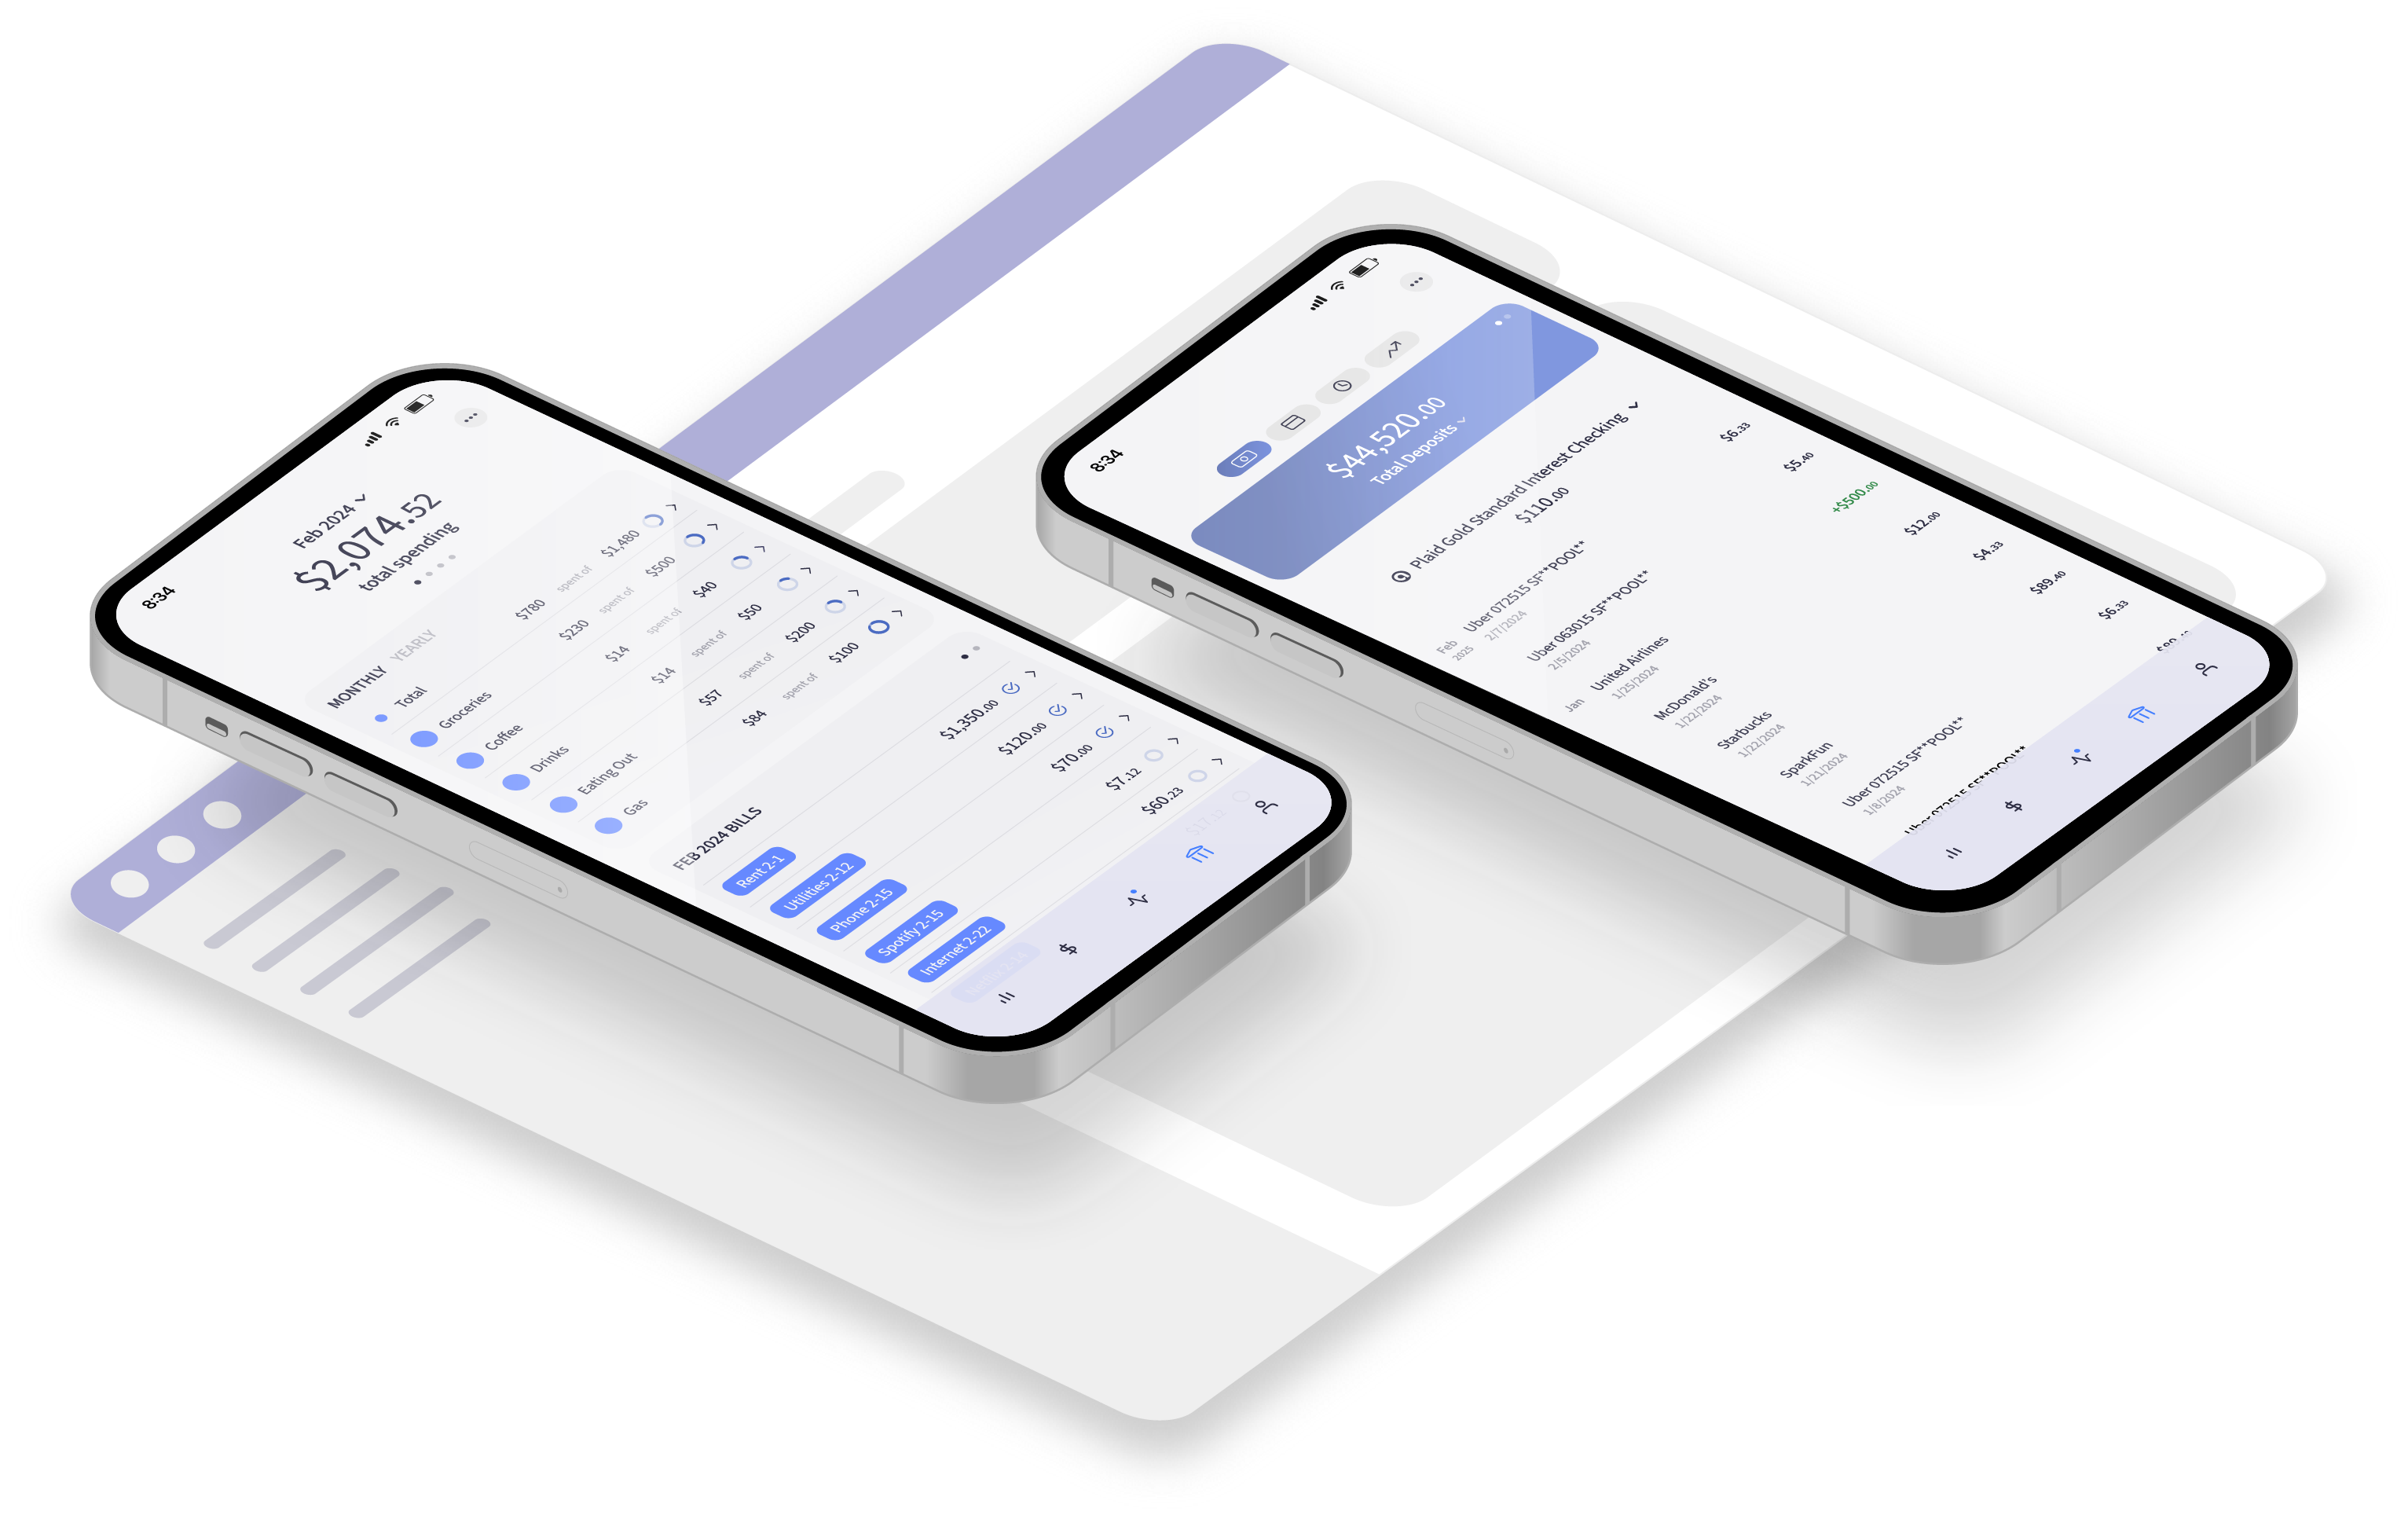 8:34
Feb 2024
$2,074.52
total spending
MONTHLY YEARLY
Total $780 spent of $1,480
Groceries $230 spent of $500
Coffee $14 spent of $40
Drinks $14 spent of $50
Eating Out $57 spent of $200
Gas $84 spent of $100
FEB 2024 BILLS
Rent 2-1 $1,350.00
Utilities 2-12 $120.00
Phone 2-15 $70.00
Spotify 2-15 $7.12
Internet 2-22 $60.23
8:34
$44,520.00
Total Deposits
Plaid Gold Standard Interest Checking
$110.00
Feb 2025
Uber 072515 SF**POOL** $6.33
2/7/2024
Uber 063015 SF**POOL** $5.40
2/5/2024
Jan
United Airlines +$500.00
1/25/2024
McDonald's $12.00
1/22/2024
Starbucks $4.33
1/22/2024
SparkFun $89.40
1/21/2024
Uber 072515 SF**POOL** $6.33
1/8/2024
Uber 072515 SF**POOL**
$
$